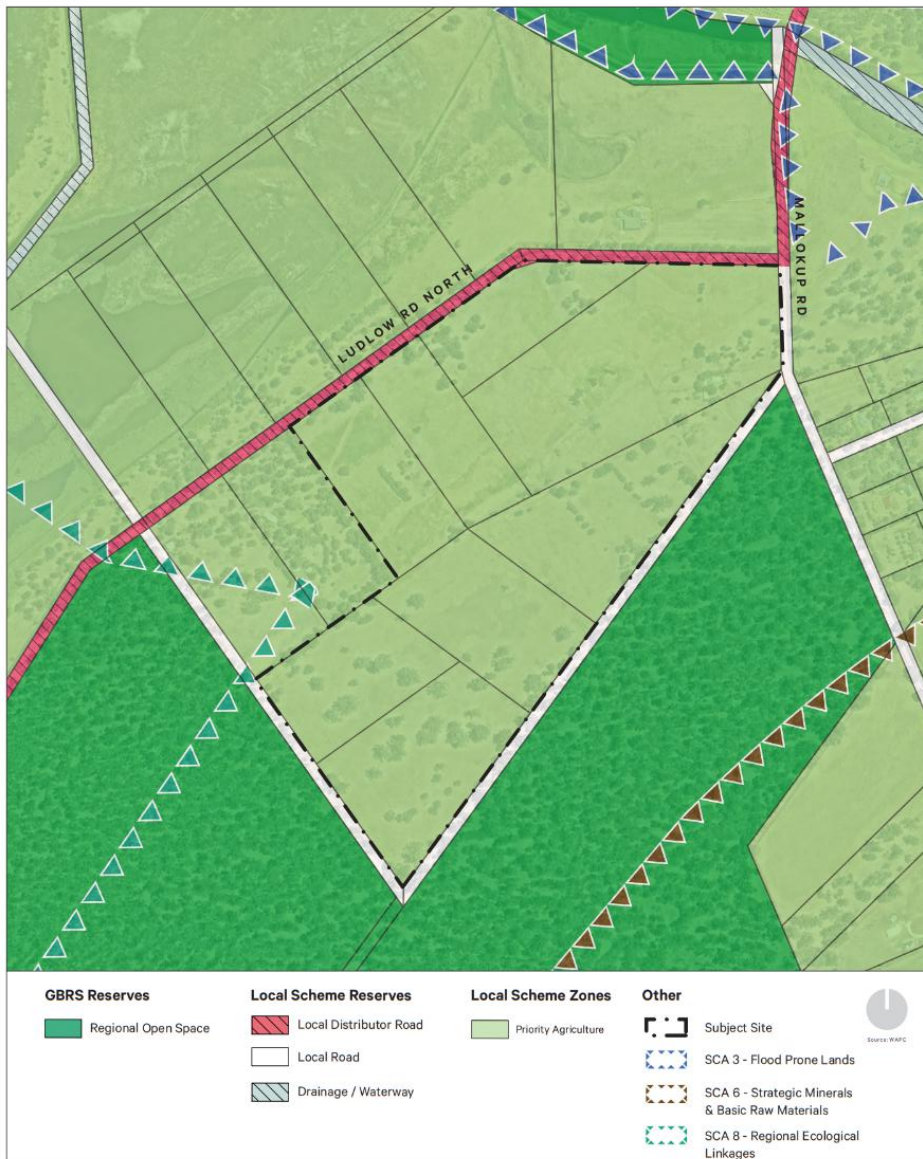 LUDLOW RD NORTH
MALLOKUP RD
GBRS Reserves
Regional Open Space
Local Scheme Reserves
Local Distributor Road
Local Road
Drainage / Waterway
Local Scheme Zones
Priority Agriculture
Other
Subject Site
SCA 3 - Flood Prone Lands
SCA 6 - Strategic Minerals
& Basic Raw Materials
SCA 8 - Regional Ecological
Linkages
Source: WAPC